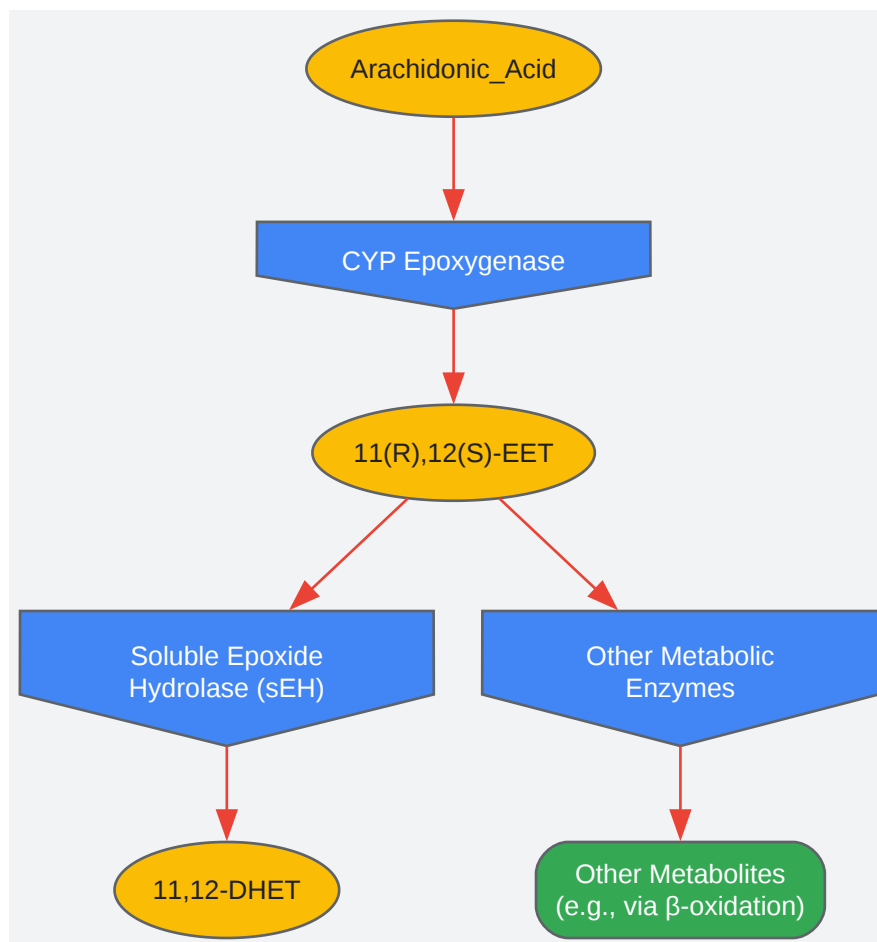 Arachidonic_Acid
CYP Epoxygenase
11(R),12(S)-EET
Soluble Epoxide
Hydrolase (sEH)
Other Metabolic
Enzymes
11,12-DHET
Other Metabolites
(e.g., via β-oxidation)